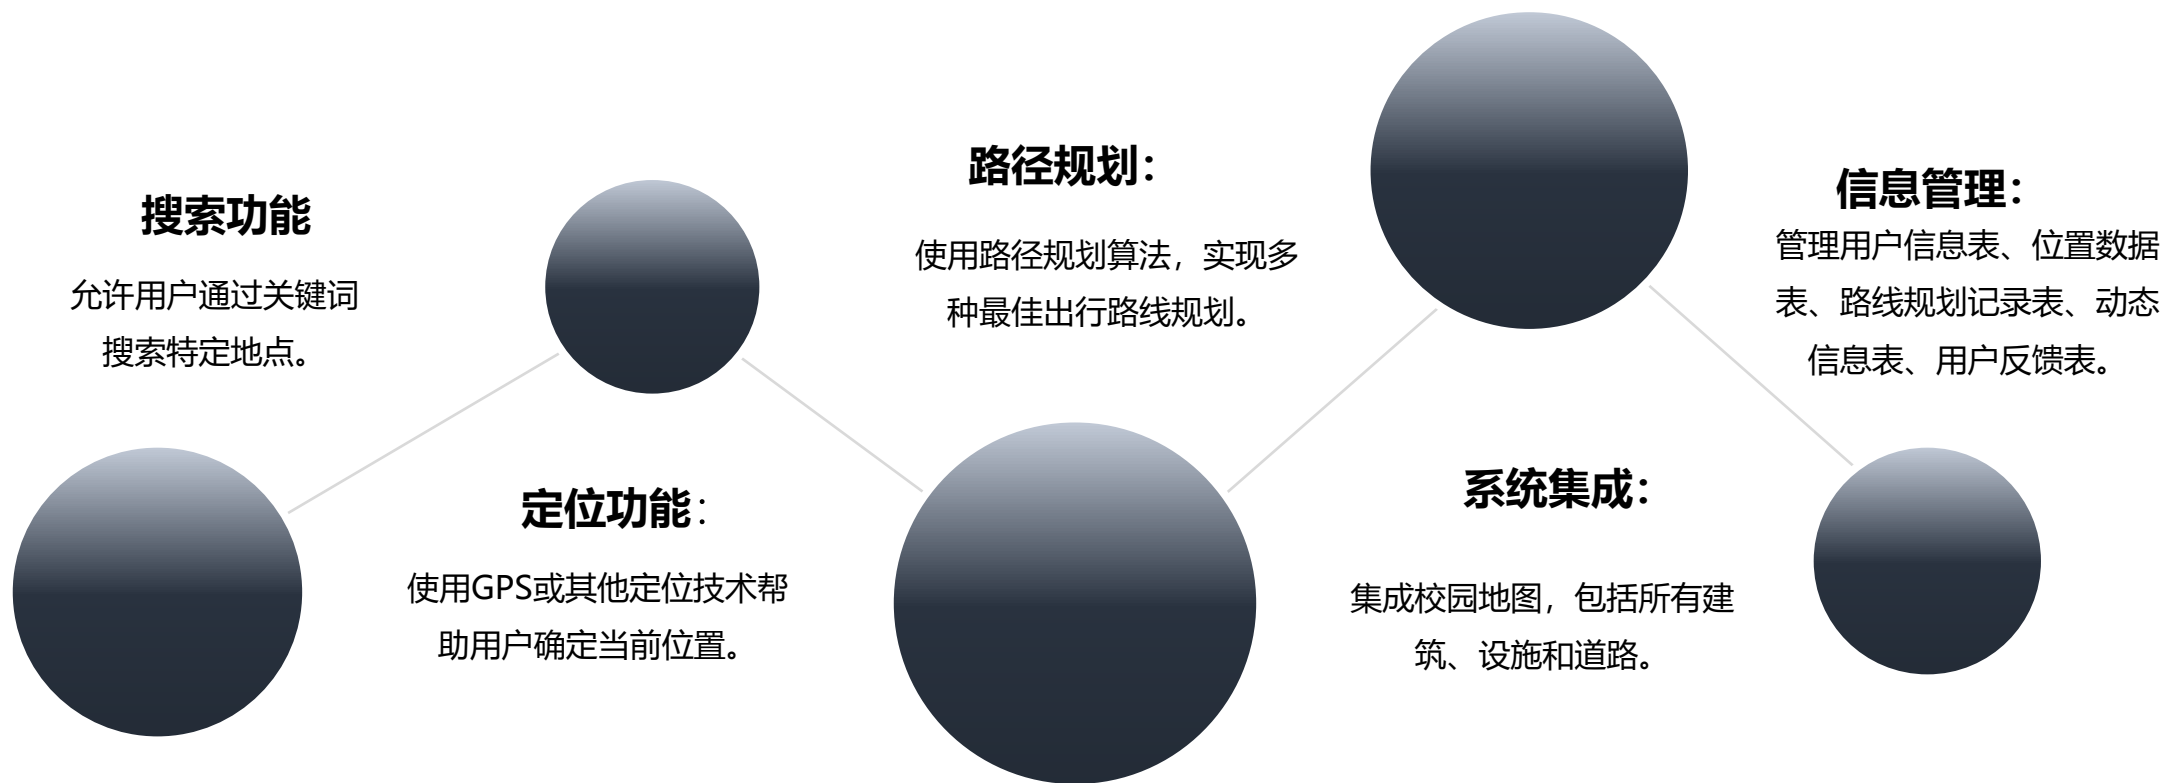 搜索功能
允许用户通过关键词
搜索特定地点。
定位功能：
使用GPS或其他定位技术帮
助用户确定当前位置。
路径规划：
使用路径规划算法，实现多
种最佳出行路线规划。
系统集成：
集成校园地图，包括所有建
筑、设施和道路。
信息管理：
管理用户信息表、位置数据
表、路线规划记录表、动态
信息表、用户反馈表。